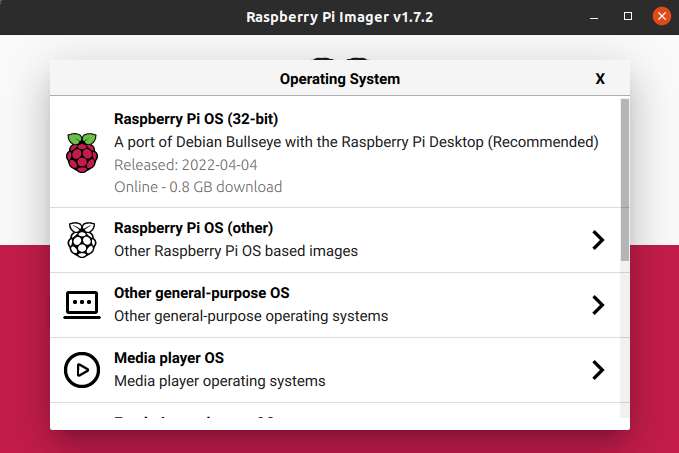 Raspberry Pi Imager v1.7.2
Operating System
X
Raspberry Pi OS (32-bit)
A port of Debian Bullseye with the Raspberry Pi Desktop (Recommended)
Released: 2022-04-04
Online - 0.8 GB download
Raspberry Pi OS (other)
Other Raspberry Pi OS based images
Other general-purpose OS
Other general-purpose operating systems
Media player OS
Media player operating systems